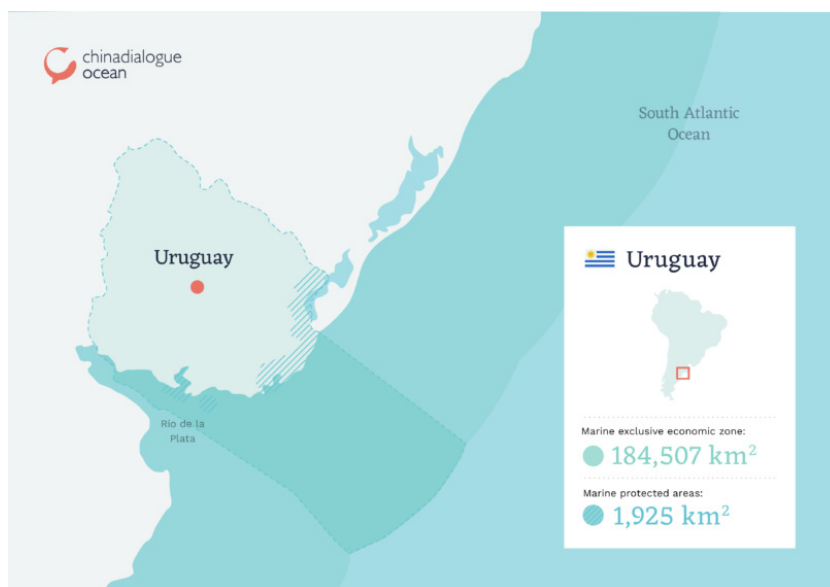 chinadialogue
ocean
South Atlantic
Ocean
Uruguay
Río de la
Plata
Uruguay
Marine exclusive economic zone:
184,507 km²
Marine protected areas:
1,925 km²